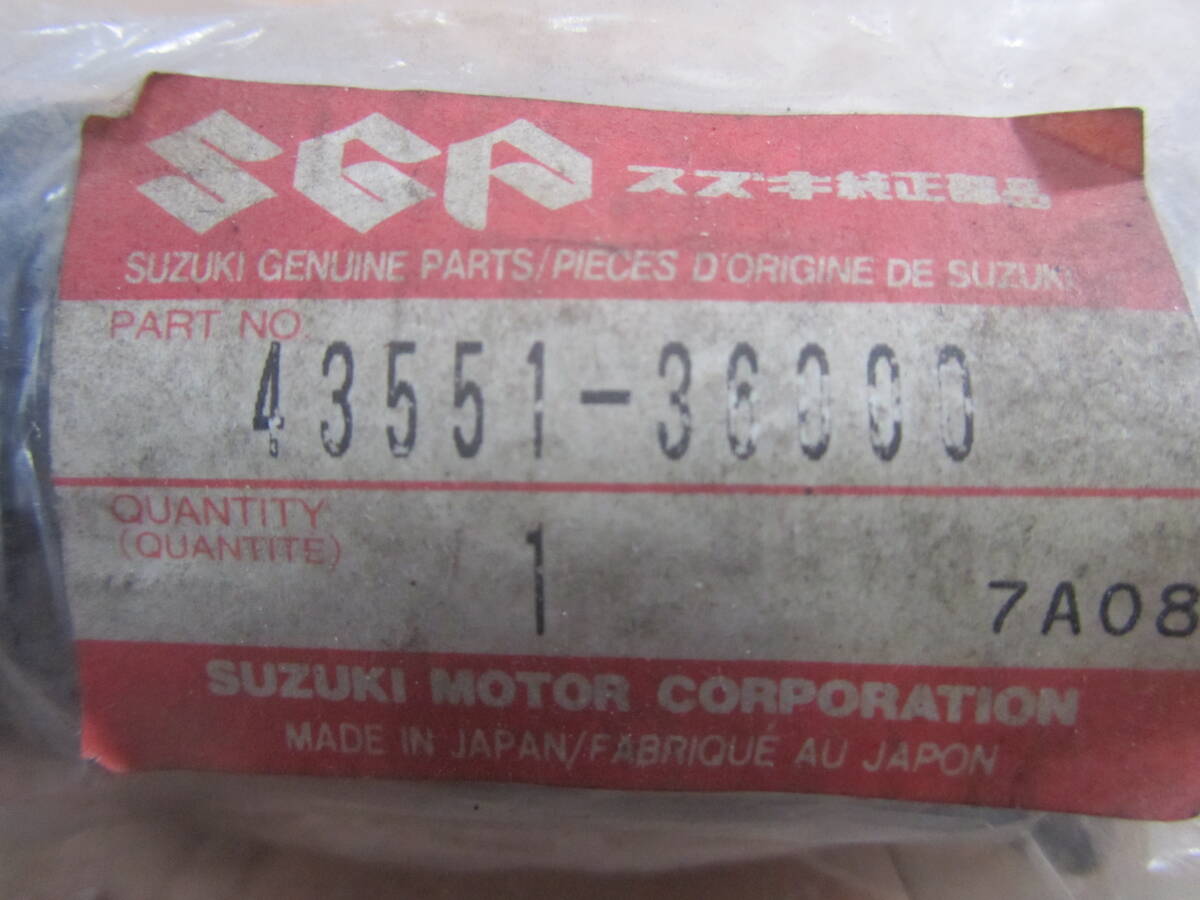 SGP スズキ純正部品
SUZUKI GENUINE PARTS/PIECES D'ORIGINE DE SUZUKI
PART NO.
43551-36000
QUANTITY
(QUANTITE)
1
7A08
SUZUKI MOTOR CORPORATION
MADE IN JAPAN/FABRIQUÉ AU JAPON